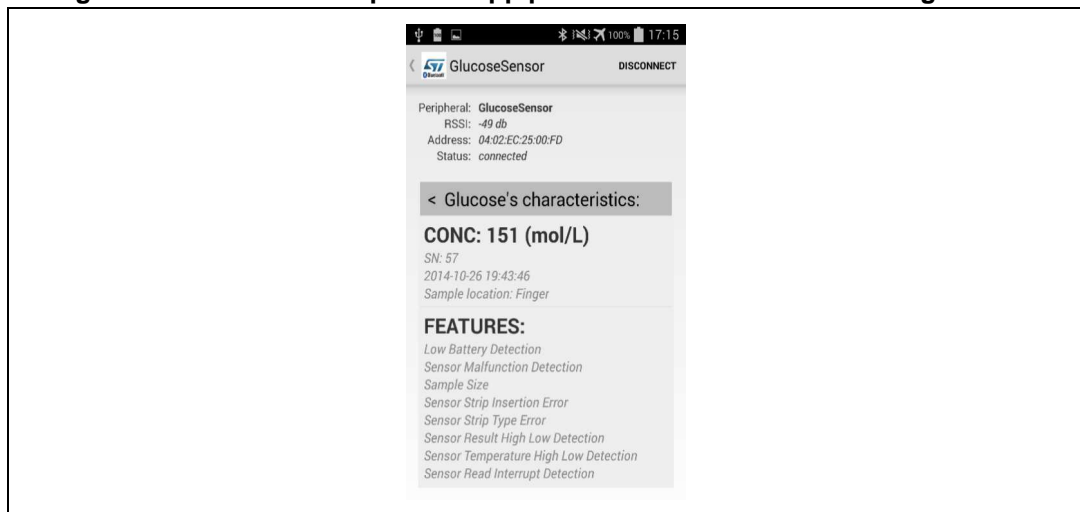 100% 17:15
GlucoseSensor DISCONNECT
Peripheral: GlucoseSensor
RSSI: -49 db
Address: 04:02:EC:25:00:FD
Status: connected
< Glucose's characteristics:
CONC: 151 (mol/L)
SN: 57
2014-10-26 19:43:46
Sample location: Finger
FEATURES:
Low Battery Detection
Sensor Malfunction Detection
Sample Size
Sensor Strip Insertion Error
Sensor Strip Type Error
Sensor Result High Low Detection
Sensor Temperature High Low Detection
Sensor Read Interrupt Detection